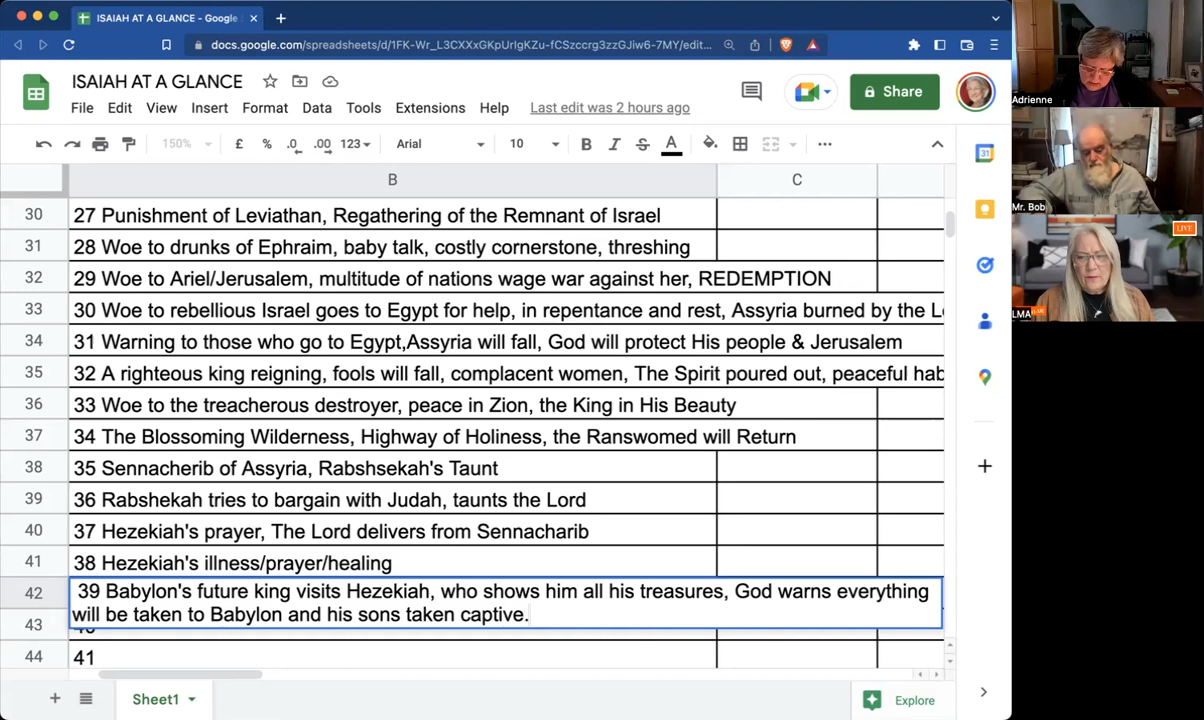 ISAIAH AT A GLANCE - Google
docs.google.com/spreadsheets/d/1FK-Wr_L3CXXxGKpUrIgKZu-fCSzccrg3zzGJiw6-7MY/edit...
ISAIAH AT A GLANCE
File Edit View Insert Format Data Tools Extensions Help Last edit was 2 hours ago
Share
150% £ % .0 .00 123 Arial 10 B I S A
B C
30 27 Punishment of Leviathan, Regathering of the Remnant of Israel
31 28 Woe to drunks of Ephraim, baby talk, costly cornerstone, threshing
32 29 Woe to Ariel/Jerusalem, multitude of nations wage war against her, REDEMPTION
33 30 Woe to rebellious Israel goes to Egypt for help, in repentance and rest, Assyria burned by the Lo
34 31 Warning to those who go to Egypt,Assyria will fall, God will protect His people & Jerusalem
35 32 A righteous king reigning, fools will fall, complacent women, The Spirit poured out, peaceful hab
36 33 Woe to the treacherous destroyer, peace in Zion, the King in His Beauty
37 34 The Blossoming Wilderness, Highway of Holiness, the Ranswomed will Return
38 35 Sennacherib of Assyria, Rabshsekah's Taunt
39 36 Rabshekah tries to bargain with Judah, taunts the Lord
40 37 Hezekiah's prayer, The Lord delivers from Sennacharib
41 38 Hezekiah's illness/prayer/healing
42 39 Babylon's future king visits Hezekiah, who shows him all his treasures, God warns everything
will be taken to Babylon and his sons taken captive.
43 40
44 41
Sheet1
Explore
31
Adrienne
Mr. Bob
LIVE
LMA